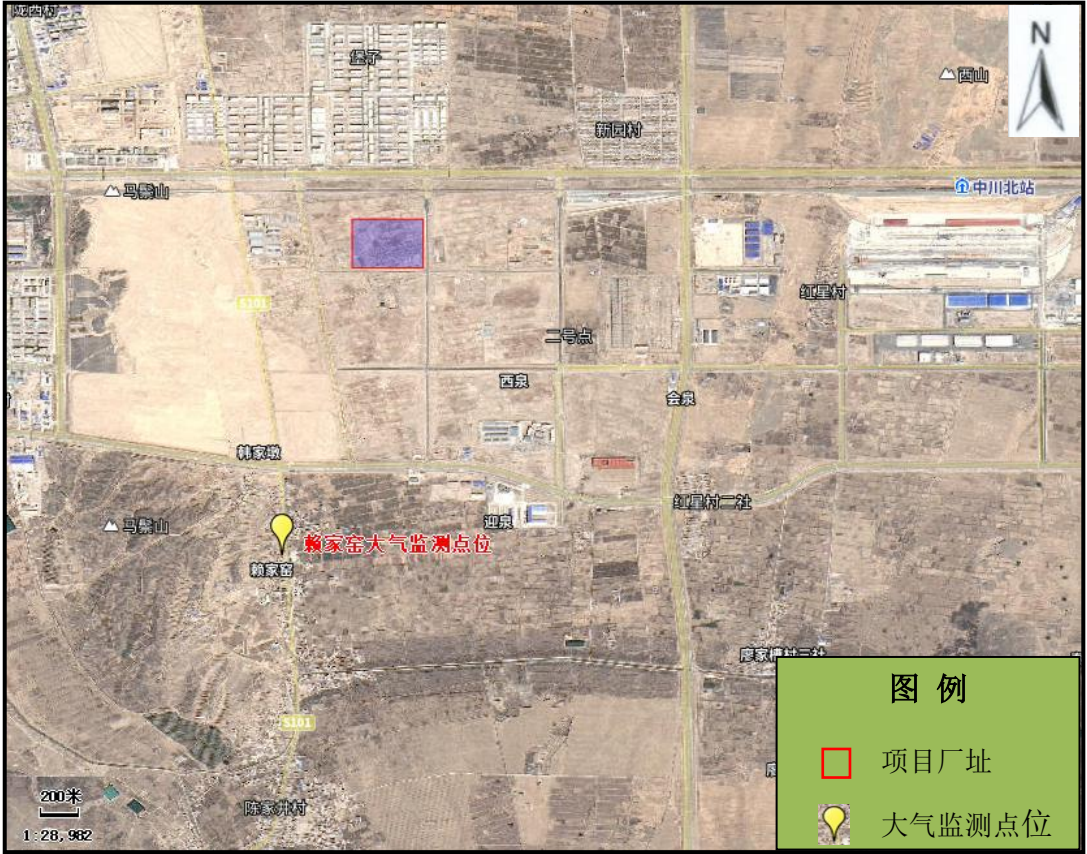 陇西村
堡子
N
西山
新园村
马鬃山
中川北站
S101
红星村
二号点
西泉
会泉
韩家墩
红星村二社
迎泉
马鬃山
赖家窑大气监测点位
赖家窑
廖家槽村三社
S101
陈家井村
200米
1:28,982
图 例
项目厂址
大气监测点位